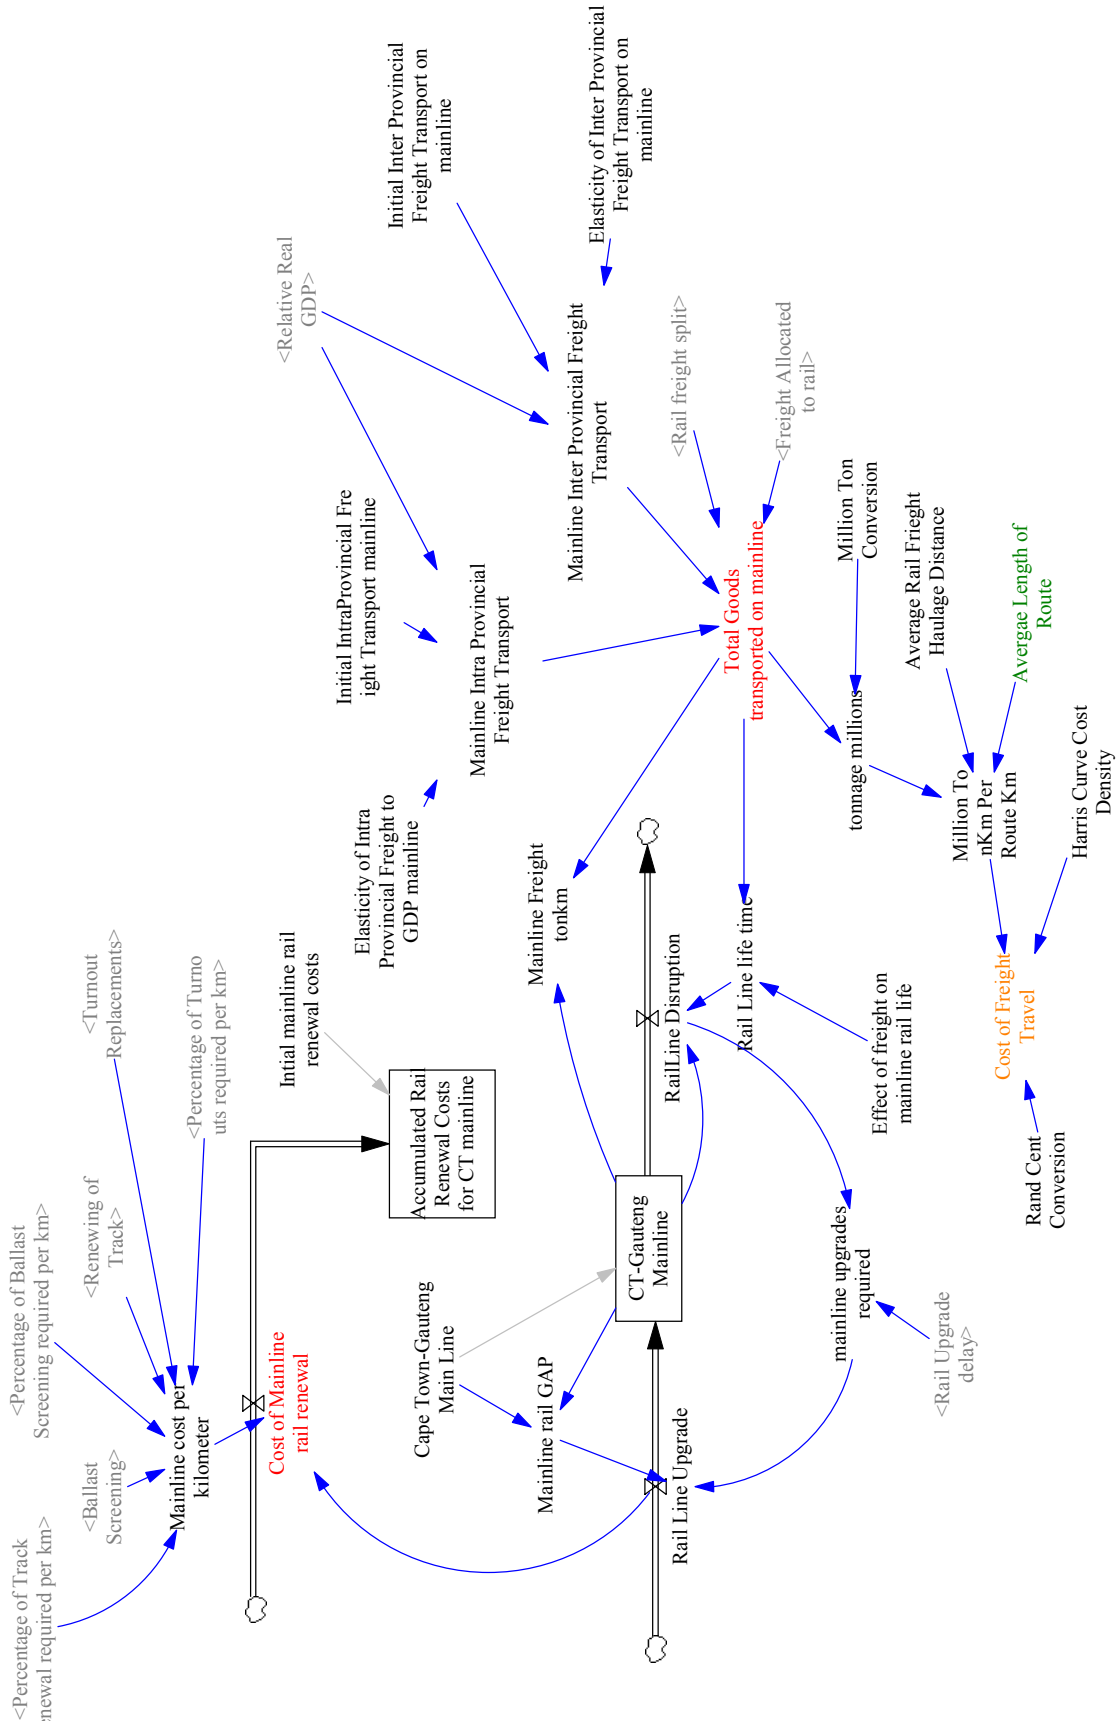 <Percentage of Track
enewal required per km>
<Ballast
Screening>
<Percentage of Ballast
Screening required per km>
<Renewing of
Track>
<Turnout
Replacements>
<Percentage of Turno
uts required per km>
Mainline cost per
kilometer
Cost of Mainline
rail renewal
Intial mainline rail
renewal costs
Accumulated Rail
Renewal Costs
for CT mainline
Elasticity of Intra
Provincial Freight to
GDP mainline
Initial IntraProvincial Fre
ight Transport mainline
<Relative Real
GDP>
Initial Inter Provincial
Freight Transport on
mainline
Mainline Intra Provincial
Freight Transport
Mainline Inter Provincial Freight
Transport
Elasticity of Inter Provincial
Freight Transport on
mainline
Cape Town-Gauteng
Main Line
Mainline rail GAP
Mainline Freight
tonkm
CT-Gauteng
Mainline
Rail Line Upgrade
RailLine Disruption
<Rail freight split>
<Freight Allocated
to rail>
Total Goods
transported on mainline
Rail Line life time
mainline upgrades
required
Effect of freight on
mainline rail life
<Rail Upgrade
delay>
tonnage millions
Million Ton
Conversion
Average Rail Frieght
Haulage Distance
Avergae Length of
Route
Million To
nKm Per
Route Km
Cost of Freight
Travel
Rand Cent
Conversion
Harris Curve Cost
Density